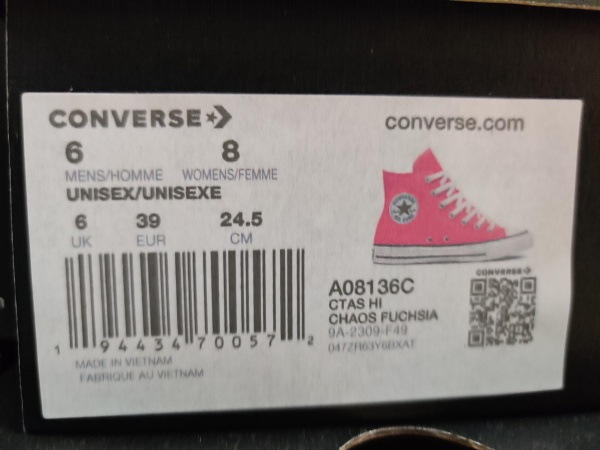 CONVERSE
converse.com
6 8
MENS/HOMME WOMENS/FEMME
UNISEX/UNISEXE
6 39 24.5
UK EUR CM
A08136C
CTAS HI
CHAOS FUCHSIA
9A-2309-F49
047ZR63Y6BXAT
CONVERSE
1 94434 70057 2
MADE IN VIETNAM
FABRIQUE AU VIETNAM